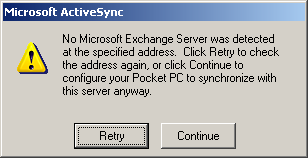 Microsoft ActiveSync
No Microsoft Exchange Server was detected
at the specified address.  Click Retry to check
the address again, or click Continue to
configure your Pocket PC to synchronize with
this server anyway.
Retry
Continue